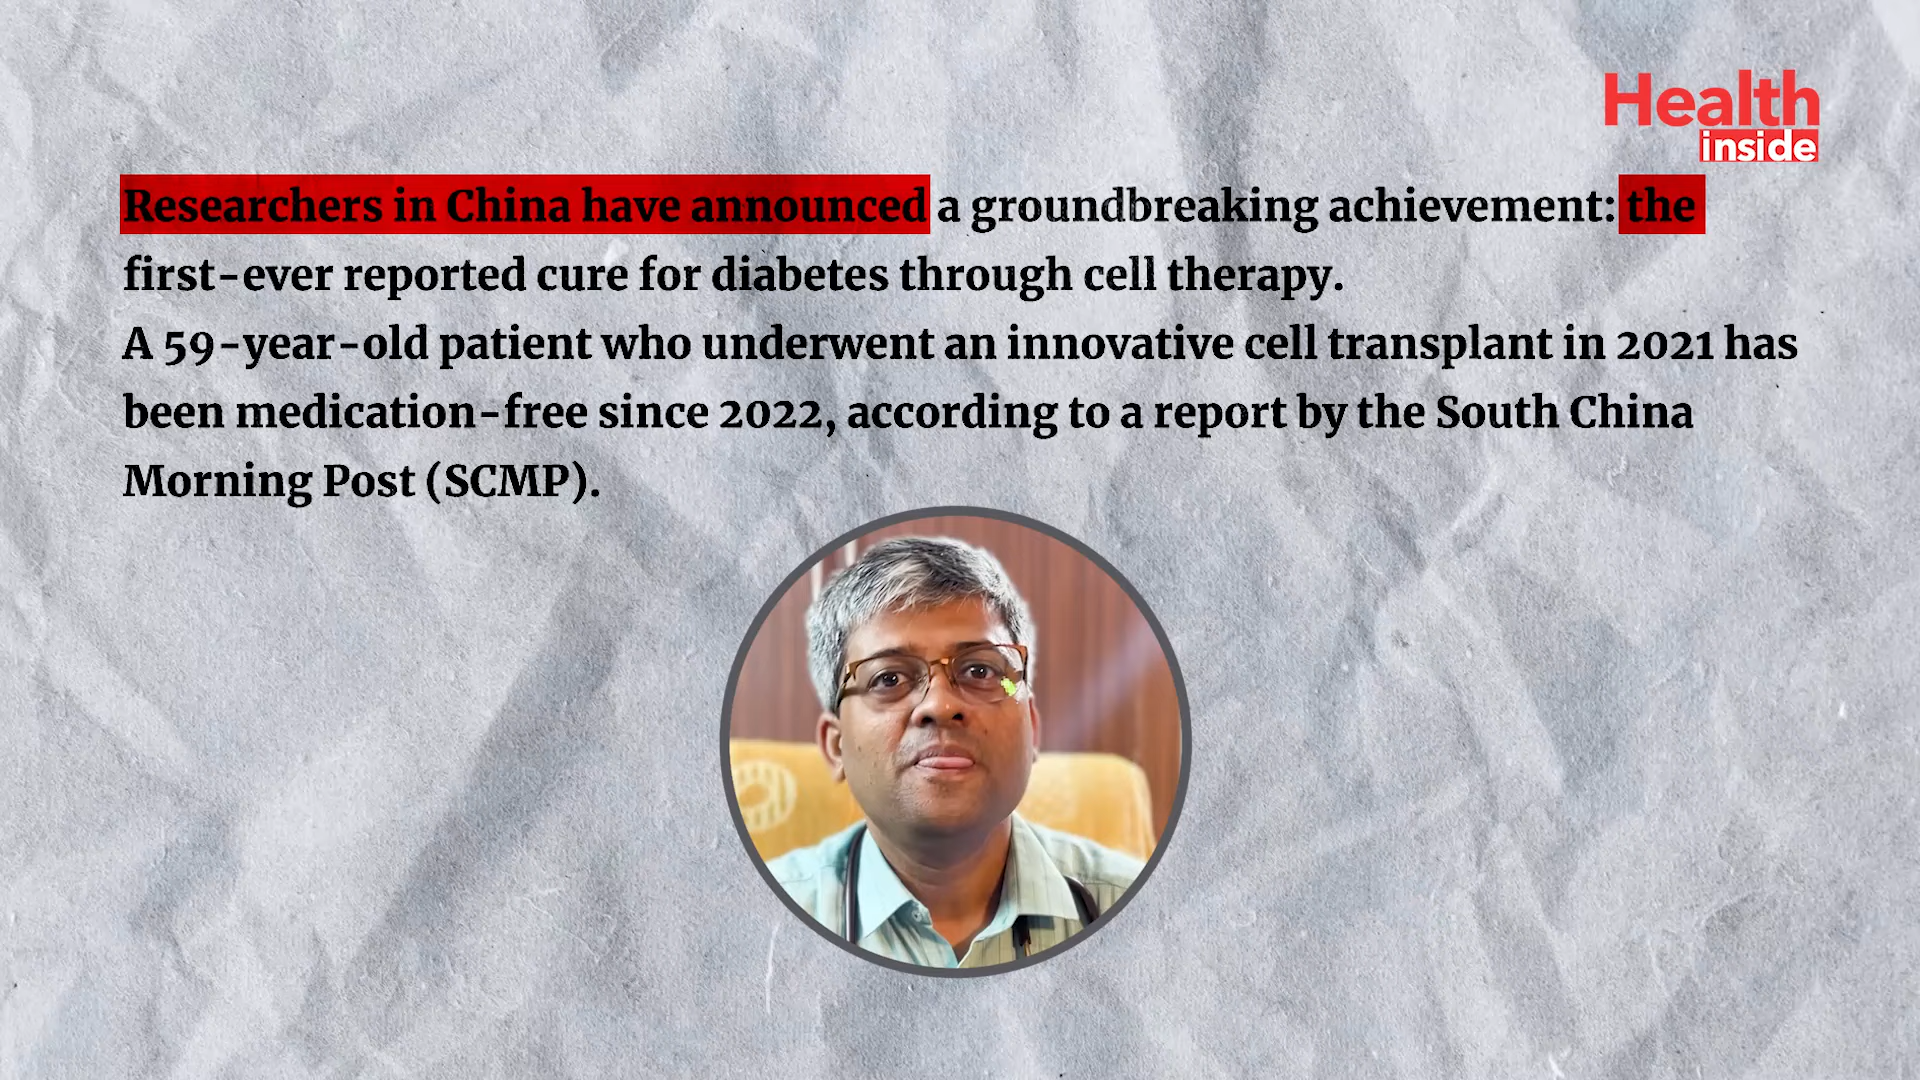 Health
inside
Researchers in China have announced a groundbreaking achievement: the
first-ever reported cure for diabetes through cell therapy.
A 59-year-old patient who underwent an innovative cell transplant in 2021 has
been medication-free since 2022, according to a report by the South China
Morning Post (SCMP).